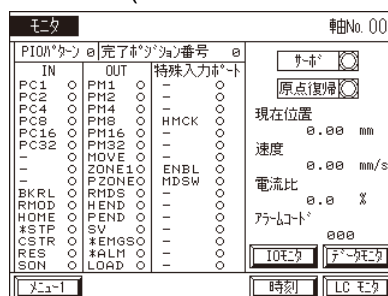 モニタ 軸No. 00
PIOパターン 0 完了ポジション番号 0
IN OUT 特殊入力ポート
PC1 ○ PM1 ○ - ○
PC2 ○ PM2 ○ - ○
PC4 ○ PM4 ○ - ○
PC8 ○ PM8 ○ HMCK ○
PC16 ○ PM16 ○ - ○
PC32 ○ PM32 ○ - ○
- ○ MOVE ○ - ○
- ○ ZONE1○ ENBL ○
- ○ PZONE○ MDSW ○
BKRL ○ RMDS ○ - ○
RMOD ○ HEND ○ - ○
HOME ○ PEND ○ - ○
*STP ○ SV ○ - ○
CSTR ○ *EMGS○ - ○
RES ○ *ALM ○ - ○
SON ○ LOAD ○ - ○
サーボ ○
原点復帰 ○
現在位置
0.00 mm
速度
0.00 mm/s
電流比
0.0 %
アラームコード
000
IOモニタ データモニタ
メニュー1 時刻 LC モニタ